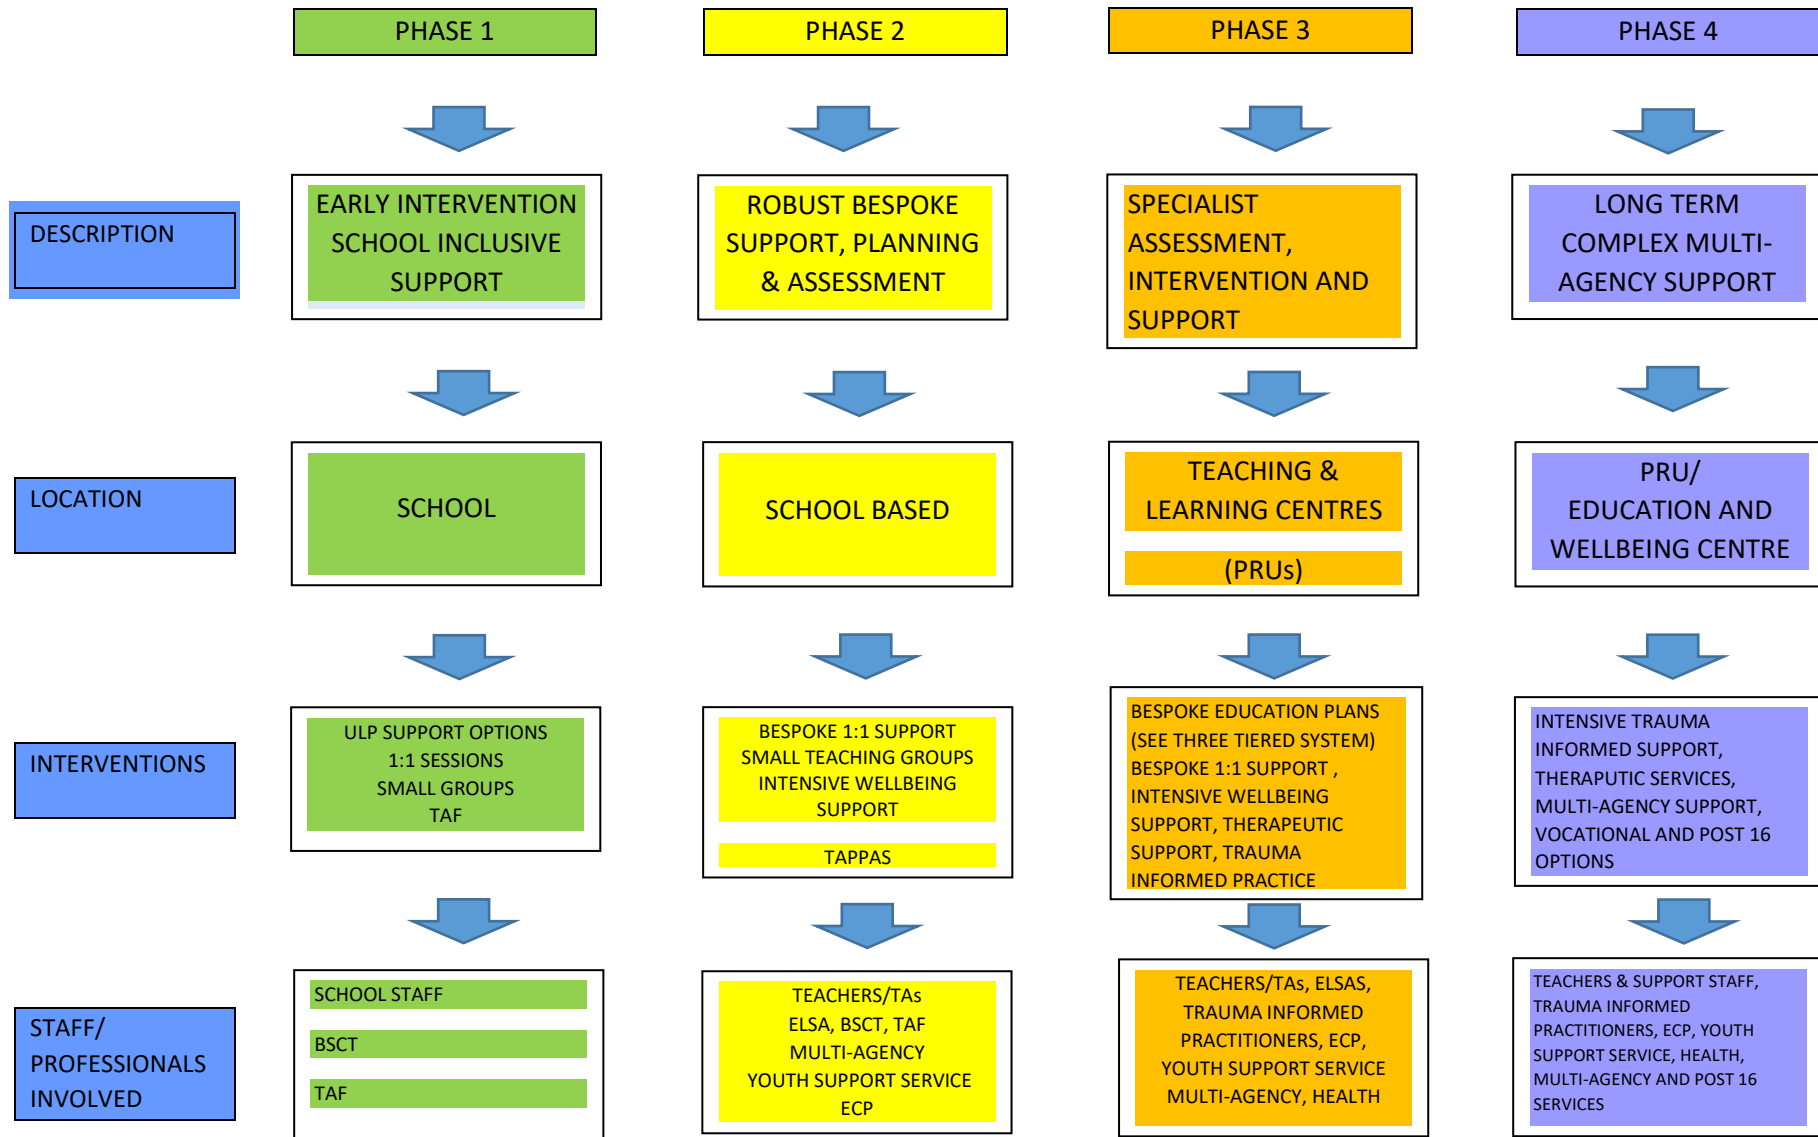 PHASE 1
PHASE 2
PHASE 3
PHASE 4
DESCRIPTION
EARLY INTERVENTION
SCHOOL INCLUSIVE
SUPPORT
ROBUST BESPOKE
SUPPORT, PLANNING
& ASSESSMENT
SPECIALIST
ASSESSMENT,
INTERVENTION AND
SUPPORT
LONG TERM
COMPLEX MULTI-
AGENCY SUPPORT
LOCATION
SCHOOL
SCHOOL BASED
TEACHING &
LEARNING CENTRES
(PRUs)
PRU/
EDUCATION AND
WELLBEING CENTRE
INTERVENTIONS
ULP SUPPORT OPTIONS
1:1 SESSIONS
SMALL GROUPS
TAF
BESPOKE 1:1 SUPPORT
SMALL TEACHING GROUPS
INTENSIVE WELLBEING
SUPPORT
TAPPAS
BESPOKE EDUCATION PLANS
(SEE THREE TIERED SYSTEM)
BESPOKE 1:1 SUPPORT ,
INTENSIVE WELLBEING
SUPPORT, THERAPEUTIC
SUPPORT, TRAUMA
INFORMED PRACTICE
INTENSIVE TRAUMA
INFORMED SUPPORT,
THERAPUTIC SERVICES,
MULTI-AGENCY SUPPORT,
VOCATIONAL AND POST 16
OPTIONS
STAFF/
PROFESSIONALS
INVOLVED
SCHOOL STAFF
BSCT
TAF
TEACHERS/TAs
ELSA, BSCT, TAF
MULTI-AGENCY
YOUTH SUPPORT SERVICE
ECP
TEACHERS/TAs, ELSAS,
TRAUMA INFORMED
PRACTITIONERS, ECP,
YOUTH SUPPORT SERVICE
MULTI-AGENCY, HEALTH
TEACHERS & SUPPORT STAFF,
TRAUMA INFORMED
PRACTITIONERS, ECP, YOUTH
SUPPORT SERVICE, HEALTH,
MULTI-AGENCY AND POST 16
SERVICES